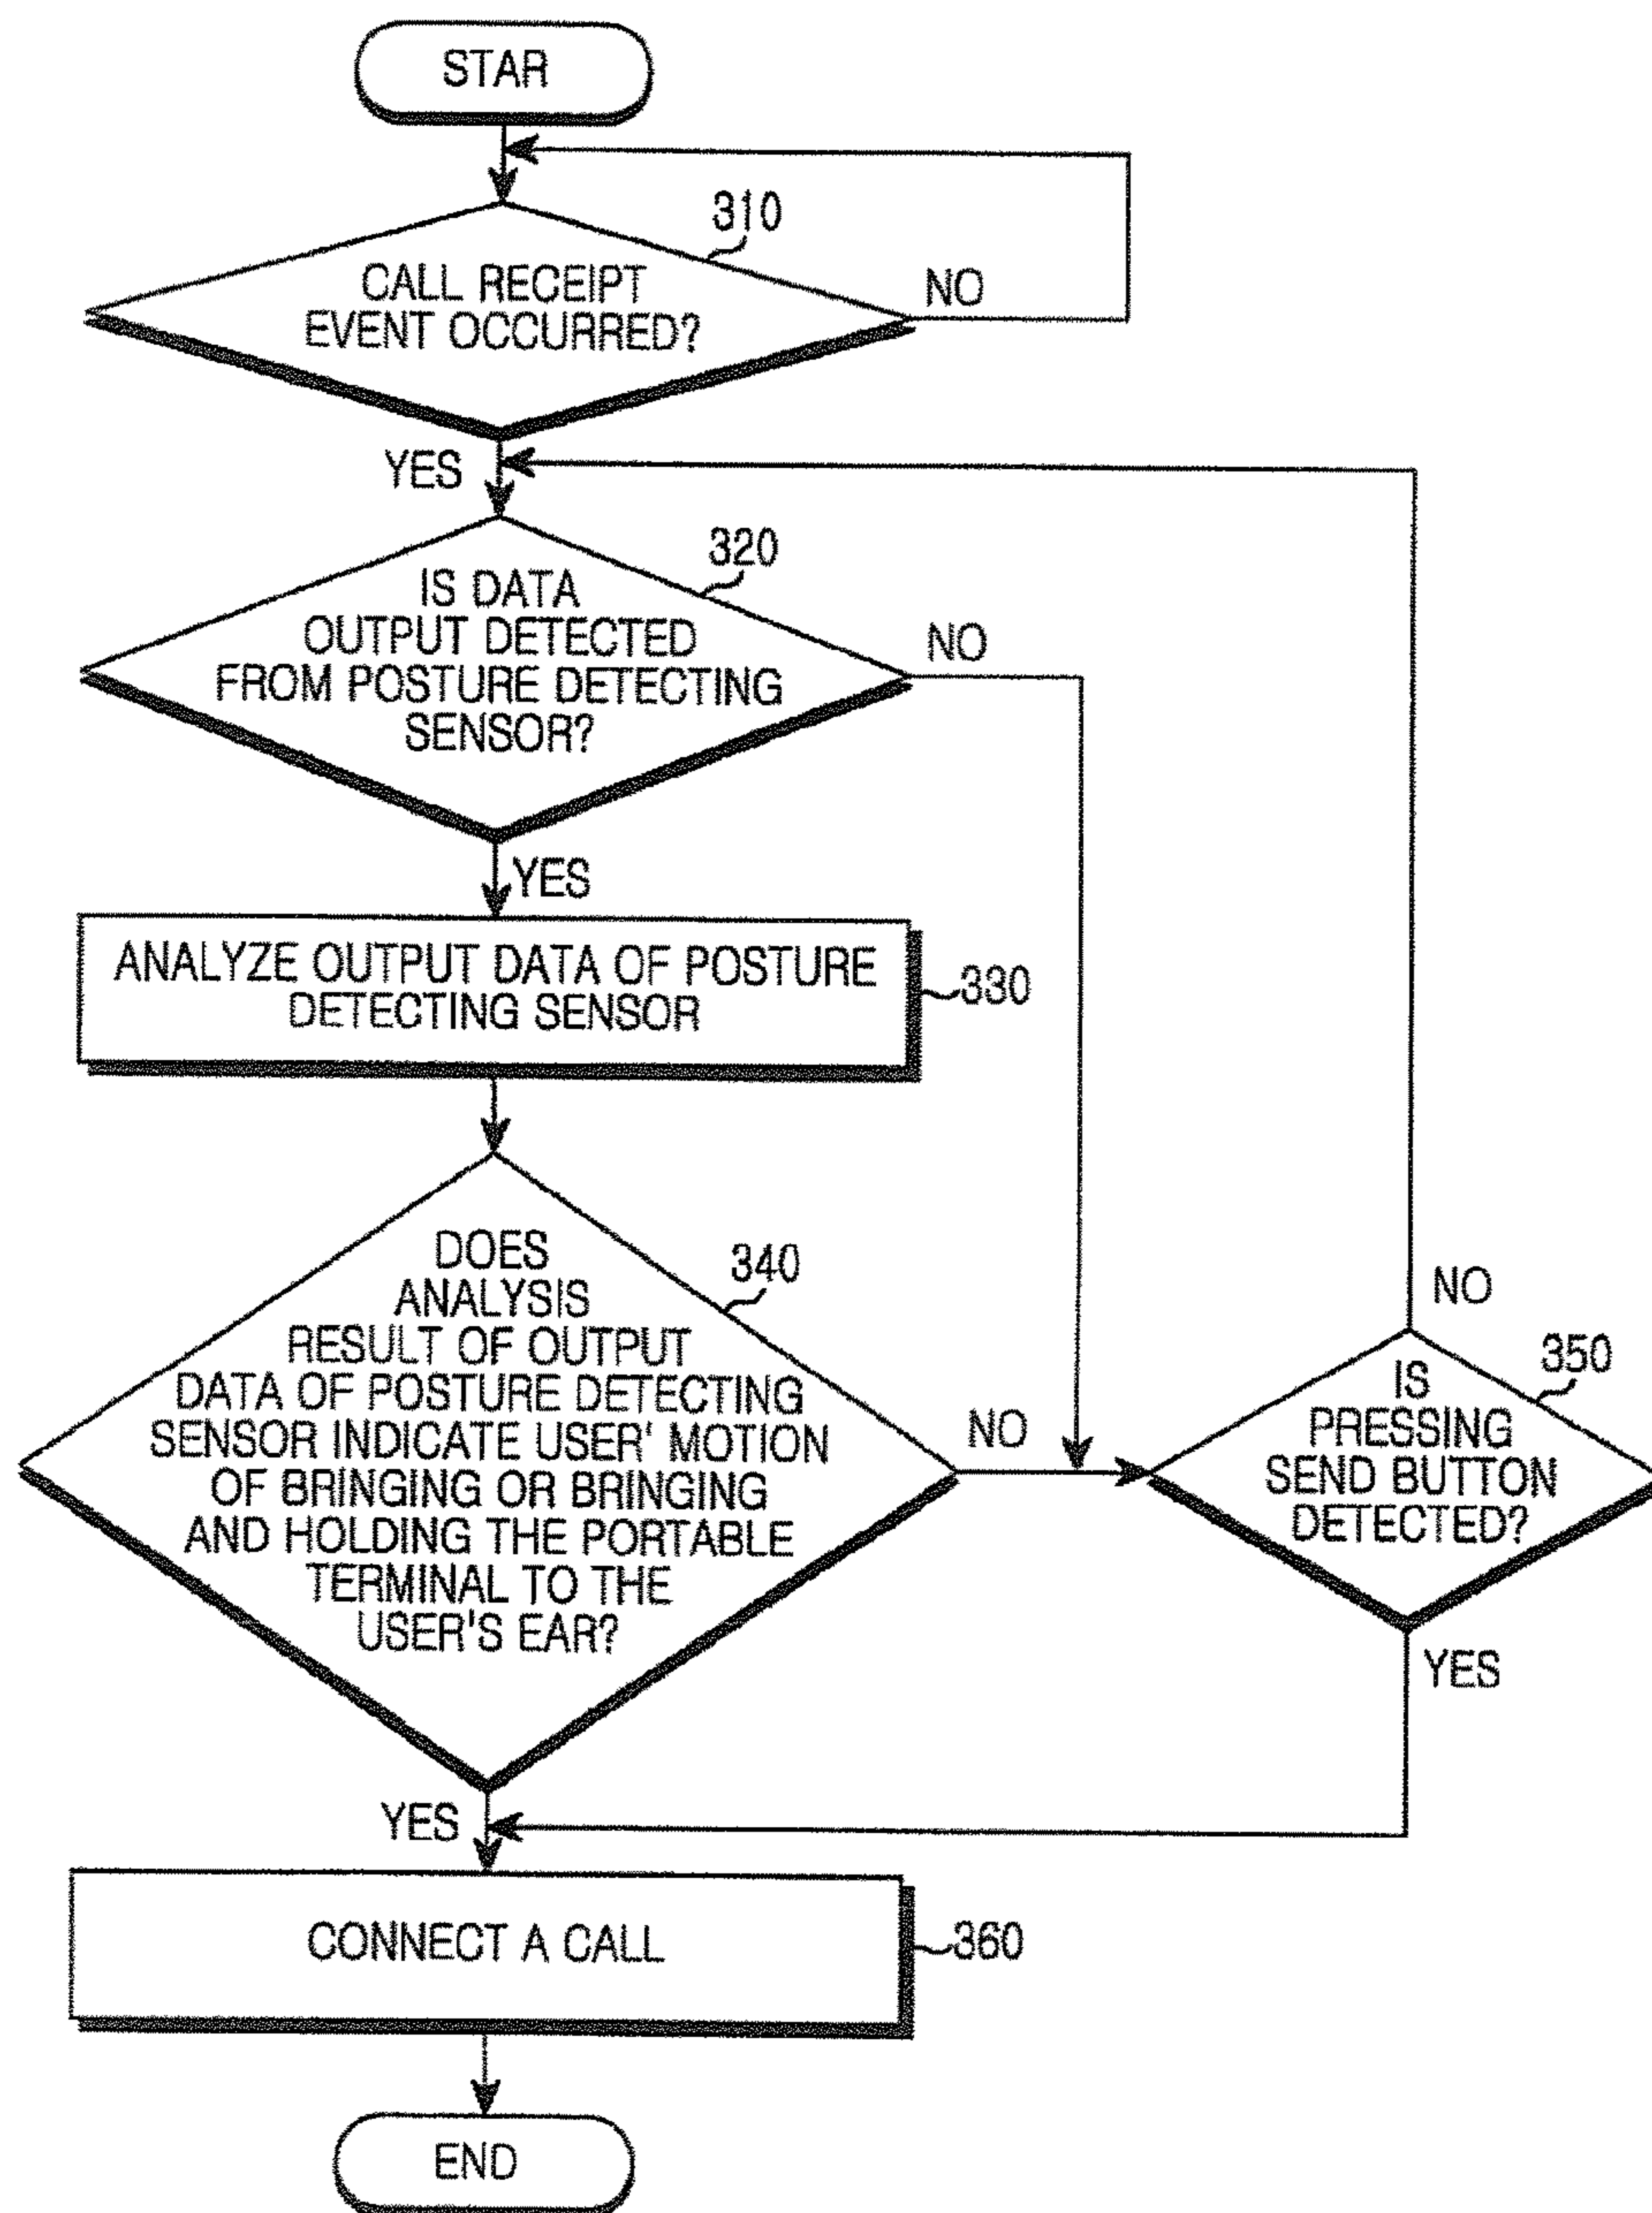 STAR
310
CALL RECEIPT
EVENT OCCURRED?
NO
YES
320
IS DATA
OUTPUT DETECTED
FROM POSTURE DETECTING
SENSOR?
NO
YES
ANALYZE OUTPUT DATA OF POSTURE
DETECTING SENSOR
330
DOES
ANALYSIS
RESULT OF OUTPUT
DATA OF POSTURE DETECTING
SENSOR INDICATE USER' MOTION
OF BRINGING OR BRINGING
AND HOLDING THE PORTABLE
TERMINAL TO THE
USER'S EAR?
340
NO
NO
350
IS
PRESSING
SEND BUTTON
DETECTED?
YES
YES
CONNECT A CALL
360
END